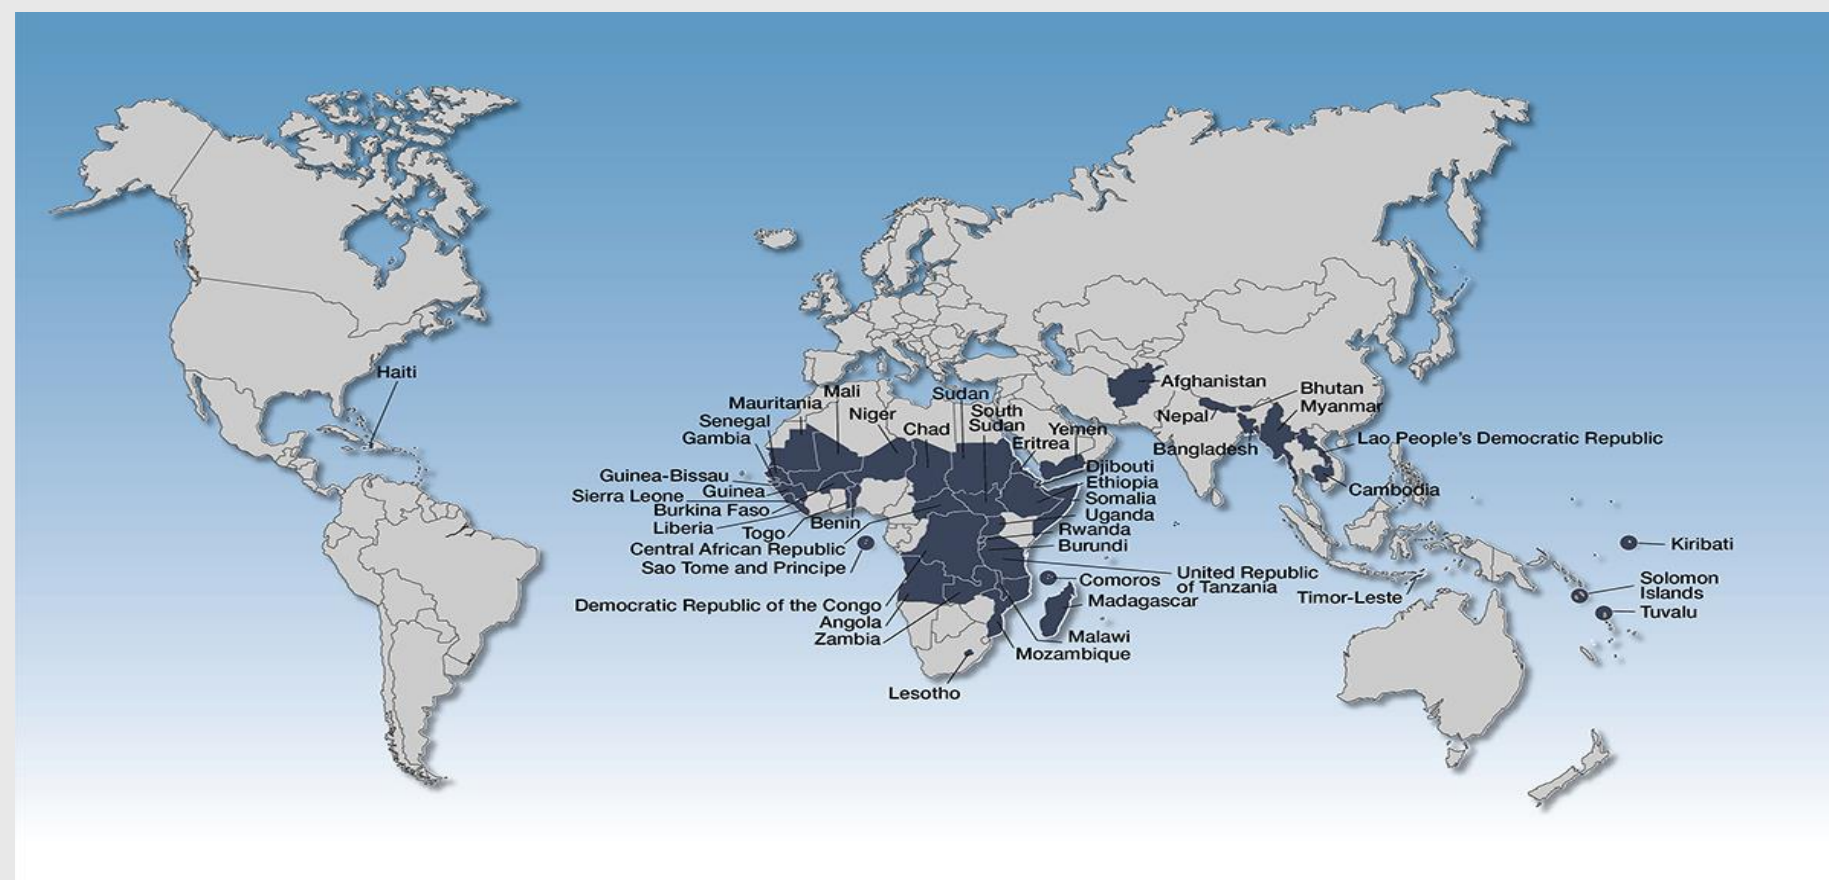 Haiti
Mali
Mauritania
Senegal
Gambia
Niger
Chad
Sudan
South
Sudan
Eritrea
Yemen
Guinea-Bissau
Guinea
Sierra Leone
Burkina Faso
Liberia
Togo
Benin
Central African Republic
Sao Tome and Principe
Democratic Republic of the Congo
Angola
Zambia
Lesotho
Djibouti
Ethiopia
Somalia
Uganda
Rwanda
Burundi
United Republic
of Tanzania
Comoros
Madagascar
Malawi
Mozambique
Afghanistan
Nepal
Bhutan
Myanmar
Bangladesh
Lao People's Democratic Republic
Cambodia
Timor-Leste
Kiribati
Solomon
Islands
Tuvalu